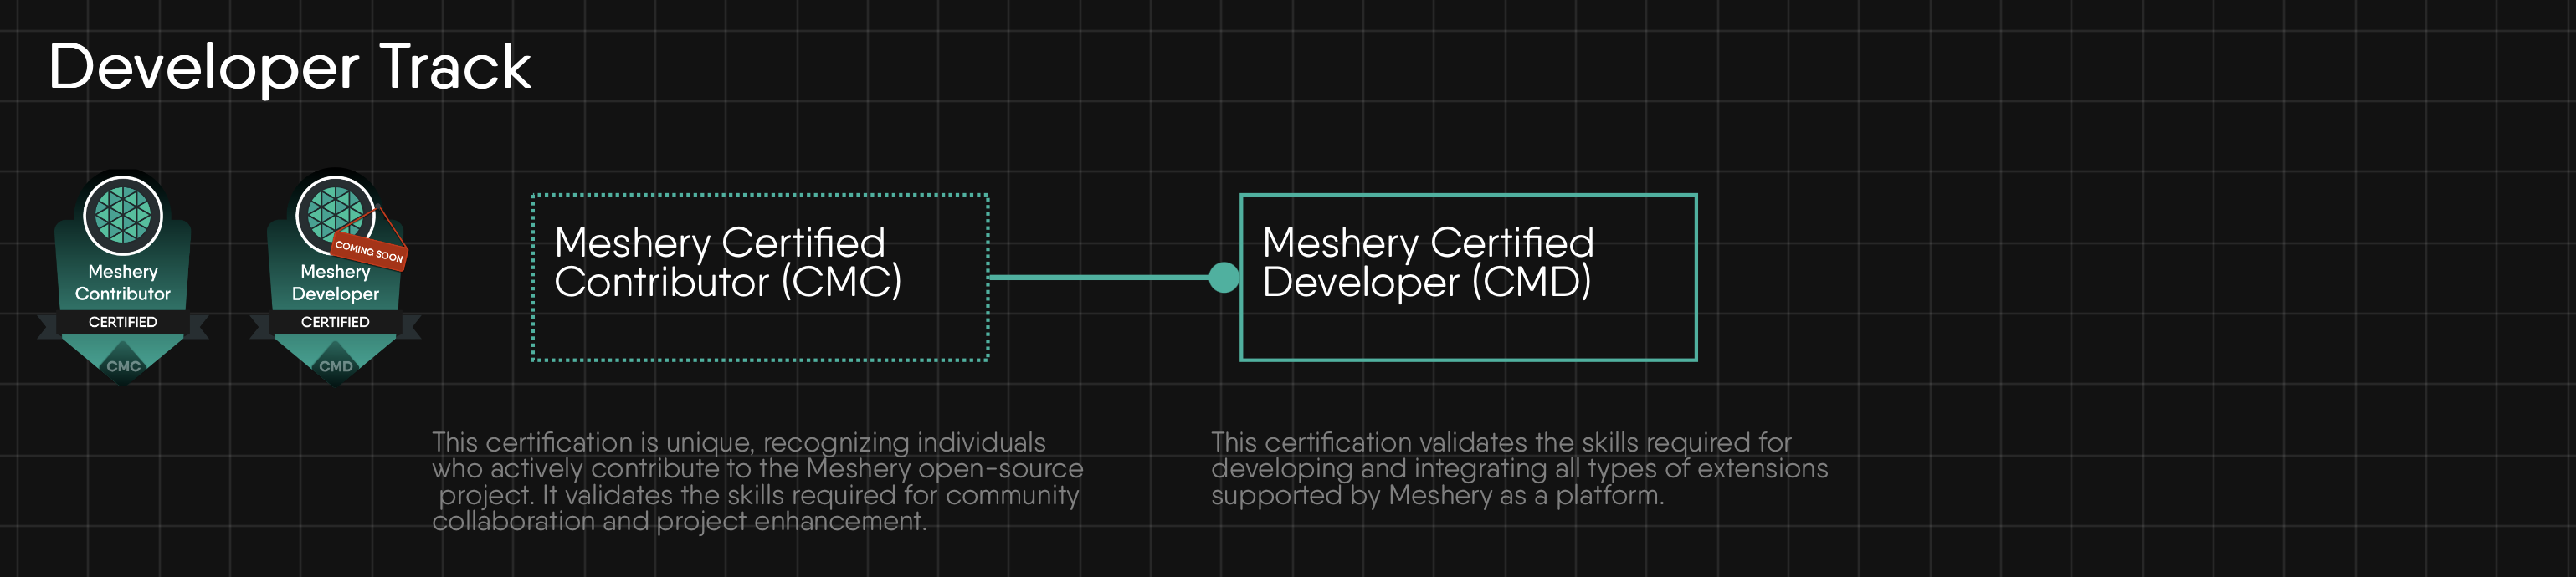 Developer Track
Meshery
Contributor
CERTIFIED
CMC
COMING SOON
Meshery
Developer
CERTIFIED
CMD
Meshery Certified
Contributor (CMC)
Meshery Certified
Developer (CMD)
This certification is unique, recognizing individuals
who actively contribute to the Meshery open-source
project. It validates the skills required for community
collaboration and project enhancement.
This certification validates the skills required for
developing and integrating all types of extensions
supported by Meshery as a platform.